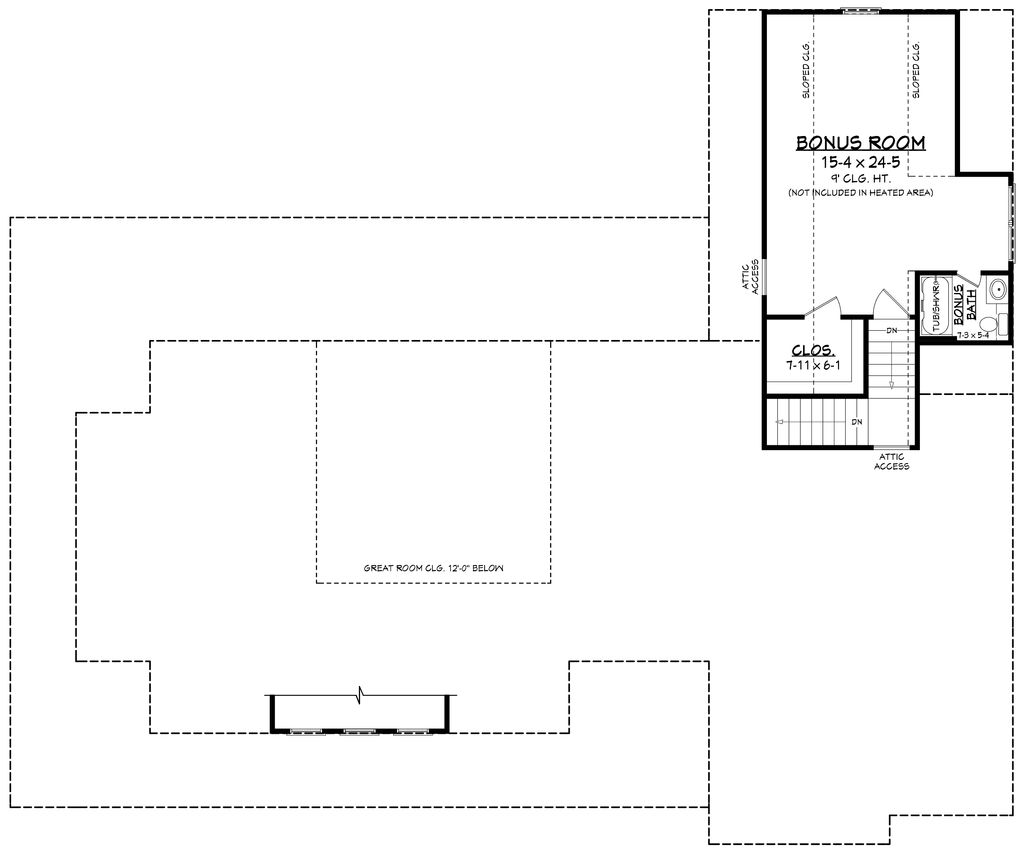 SLOPED CLG.
SLOPED CLG.
BONUS ROOM
15-4 x 24-5
9' CLG. HT.
(NOT INCLUDED IN HEATED AREA)
ATTIC
ACCESS
TUB/SHWR
BONUS
BATH
7-3 x 5-4
DN
CLOS.
7-11 x 6-1
DN
ATTIC
ACCESS
GREAT ROOM CLG. 12'-0" BELOW